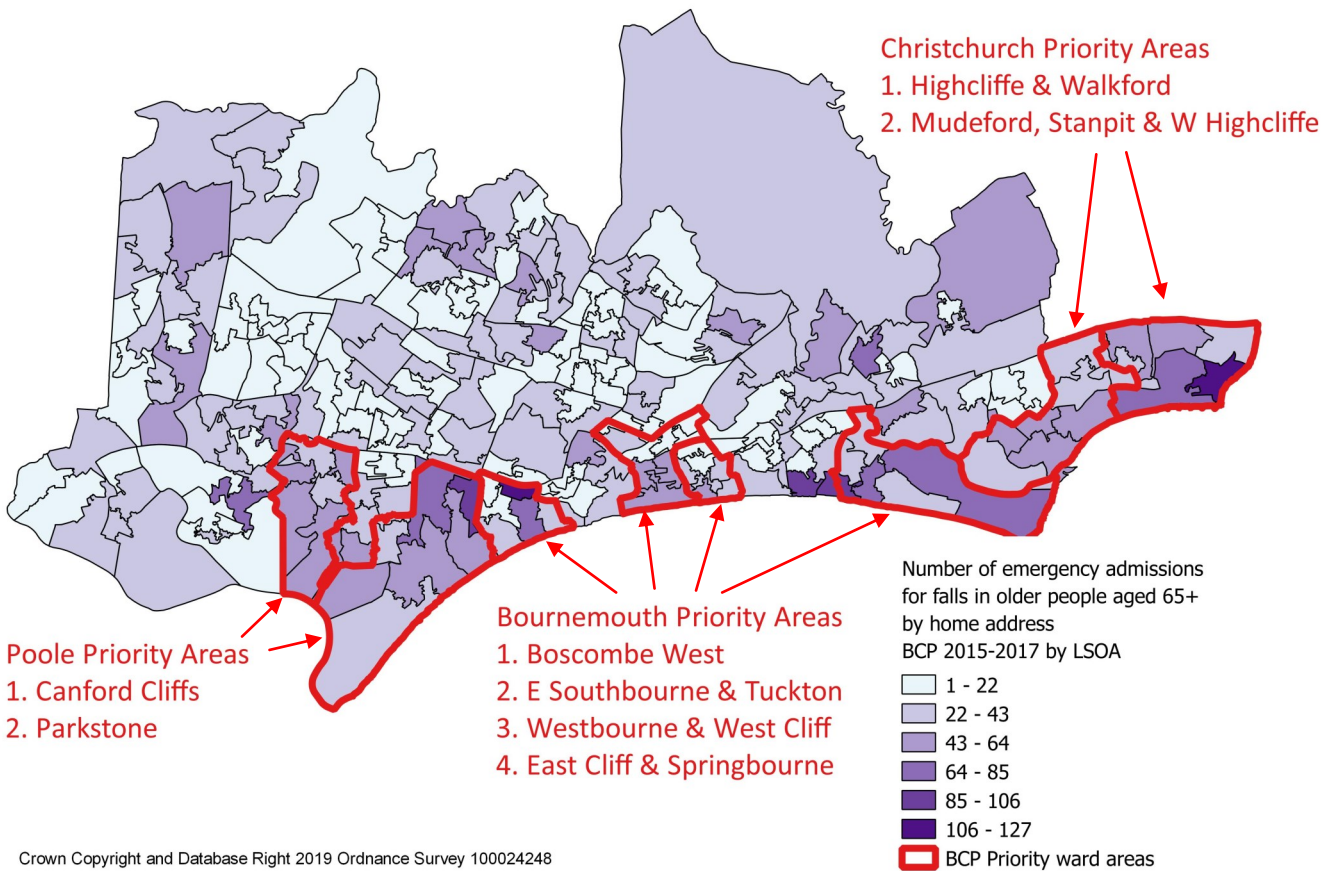 Christchurch Priority Areas
1. Highcliffe & Walkford
2. Mudeford, Stanpit & W Highcliffe
Poole Priority Areas
1. Canford Cliffs
2. Parkstone
Bournemouth Priority Areas
1. Boscombe West
2. E Southbourne & Tuckton
3. Westbourne & West Cliff
4. East Cliff & Springbourne
Number of emergency admissions
for falls in older people aged 65+
by home address
BCP 2015-2017 by LSOA
1 - 22
22 - 43
43 - 64
64 - 85
85 - 106
106 - 127
BCP Priority ward areas
Crown Copyright and Database Right 2019 Ordnance Survey 100024248